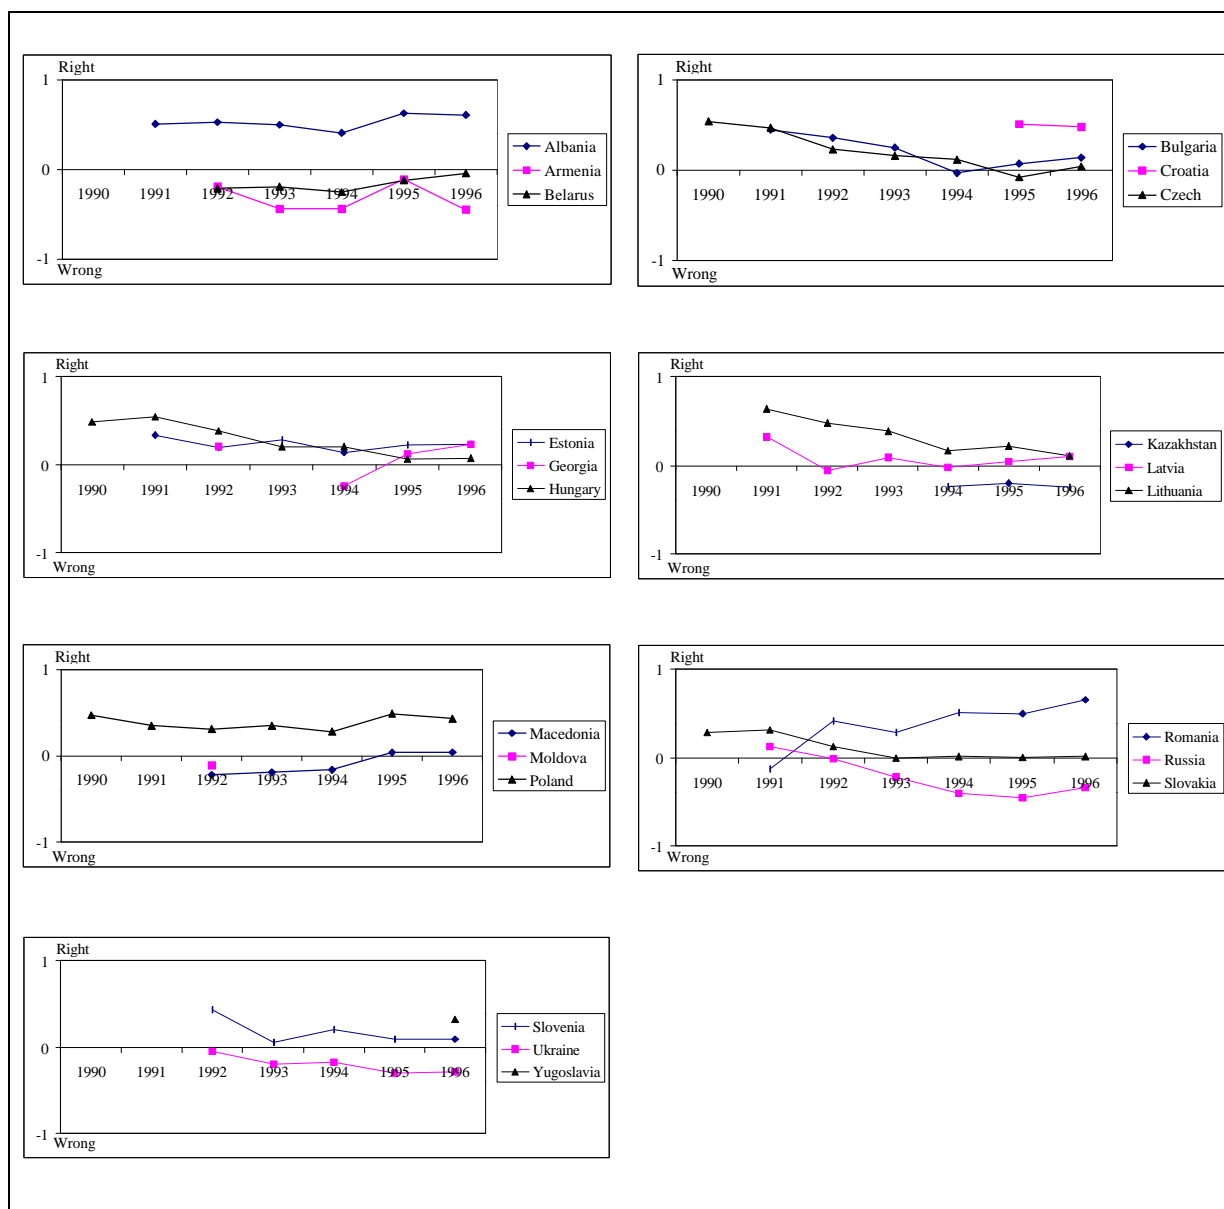 Right
1
0
-1
Wrong
1990 1991 1992 1993 1994 1995 1996
Albania
Armenia
Belarus
Right
1
0
-1
Wrong
1990 1991 1992 1993 1994 1995 1996
Bulgaria
Croatia
Czech
Right
1
0
-1
Wrong
1990 1991 1992 1993 1994 1995 1996
Estonia
Georgia
Hungary
Right
1
0
-1
Wrong
1990 1991 1992 1993 1994 1995 1996
Kazakhstan
Latvia
Lithuania
Right
1
0
-1
Wrong
1990 1991 1992 1993 1994 1995 1996
Macedonia
Moldova
Poland
Right
1
0
-1
Wrong
1990 1991 1992 1993 1994 1995 1996
Romania
Russia
Slovakia
Right
1
0
-1
Wrong
1990 1991 1992 1993 1994 1995 1996
Slovenia
Ukraine
Yugoslavia